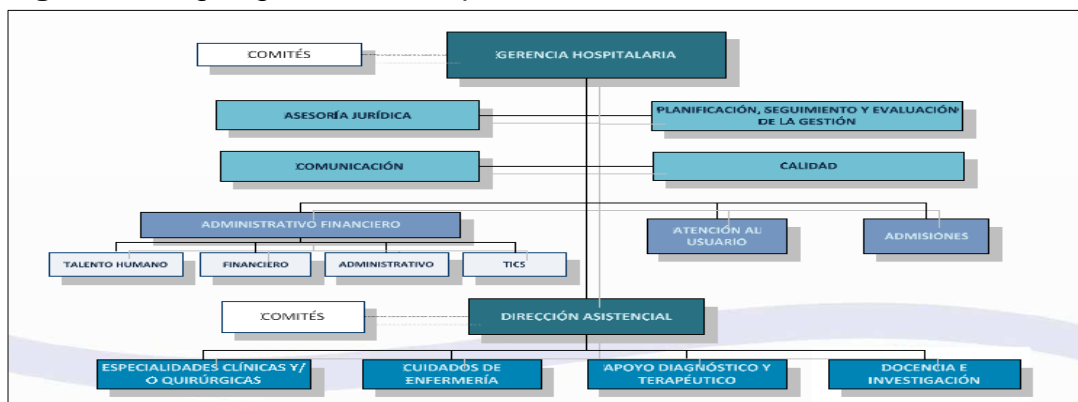 COMITÉS
GERENCIA HOSPITALARIA
ASESORÍA JURÍDICA
PLANIFICACIÓN, SEGUIMIENTO Y EVALUACIÓN
DE LA GESTIÓN
COMUNICACIÓN
CALIDAD
ADMINISTRATIVO FINANCIERO
ATENCIÓN AL
USUARIO
ADMISIONES
TALENTO HUMANO
FINANCIERO
ADMINISTRATIVO
TICS
COMITÉS
DIRECCIÓN ASISTENCIAL
ESPECIALIDADES CLÍNICAS Y/
O QUIRÚRGICAS
CUIDADOS DE
ENFERMERÍA
APOYO DIAGNÓSTICO Y
TERAPÉUTICO
DOCENCIA E
INVESTIGACIÓN